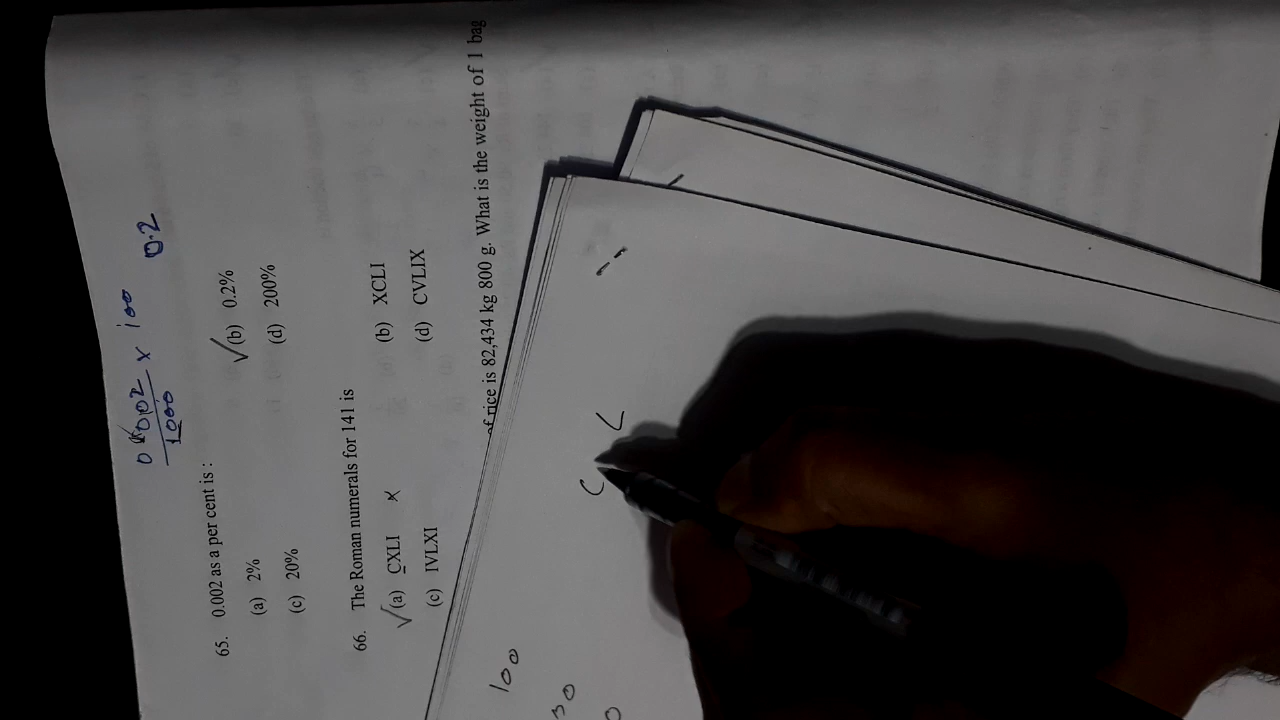 0.002 x 100
1000
0.2
65. 0.002 as a per cent is :
(a) 2% (b) 0.2%
(c) 20% (d) 200%
66. The Roman numerals for 141 is
(a) CXLI x (b) XCLI
(c) IVLXI (d) CVLIX
of rice is 82,434 kg 800 g. What is the weight of 1 bag
100
C L